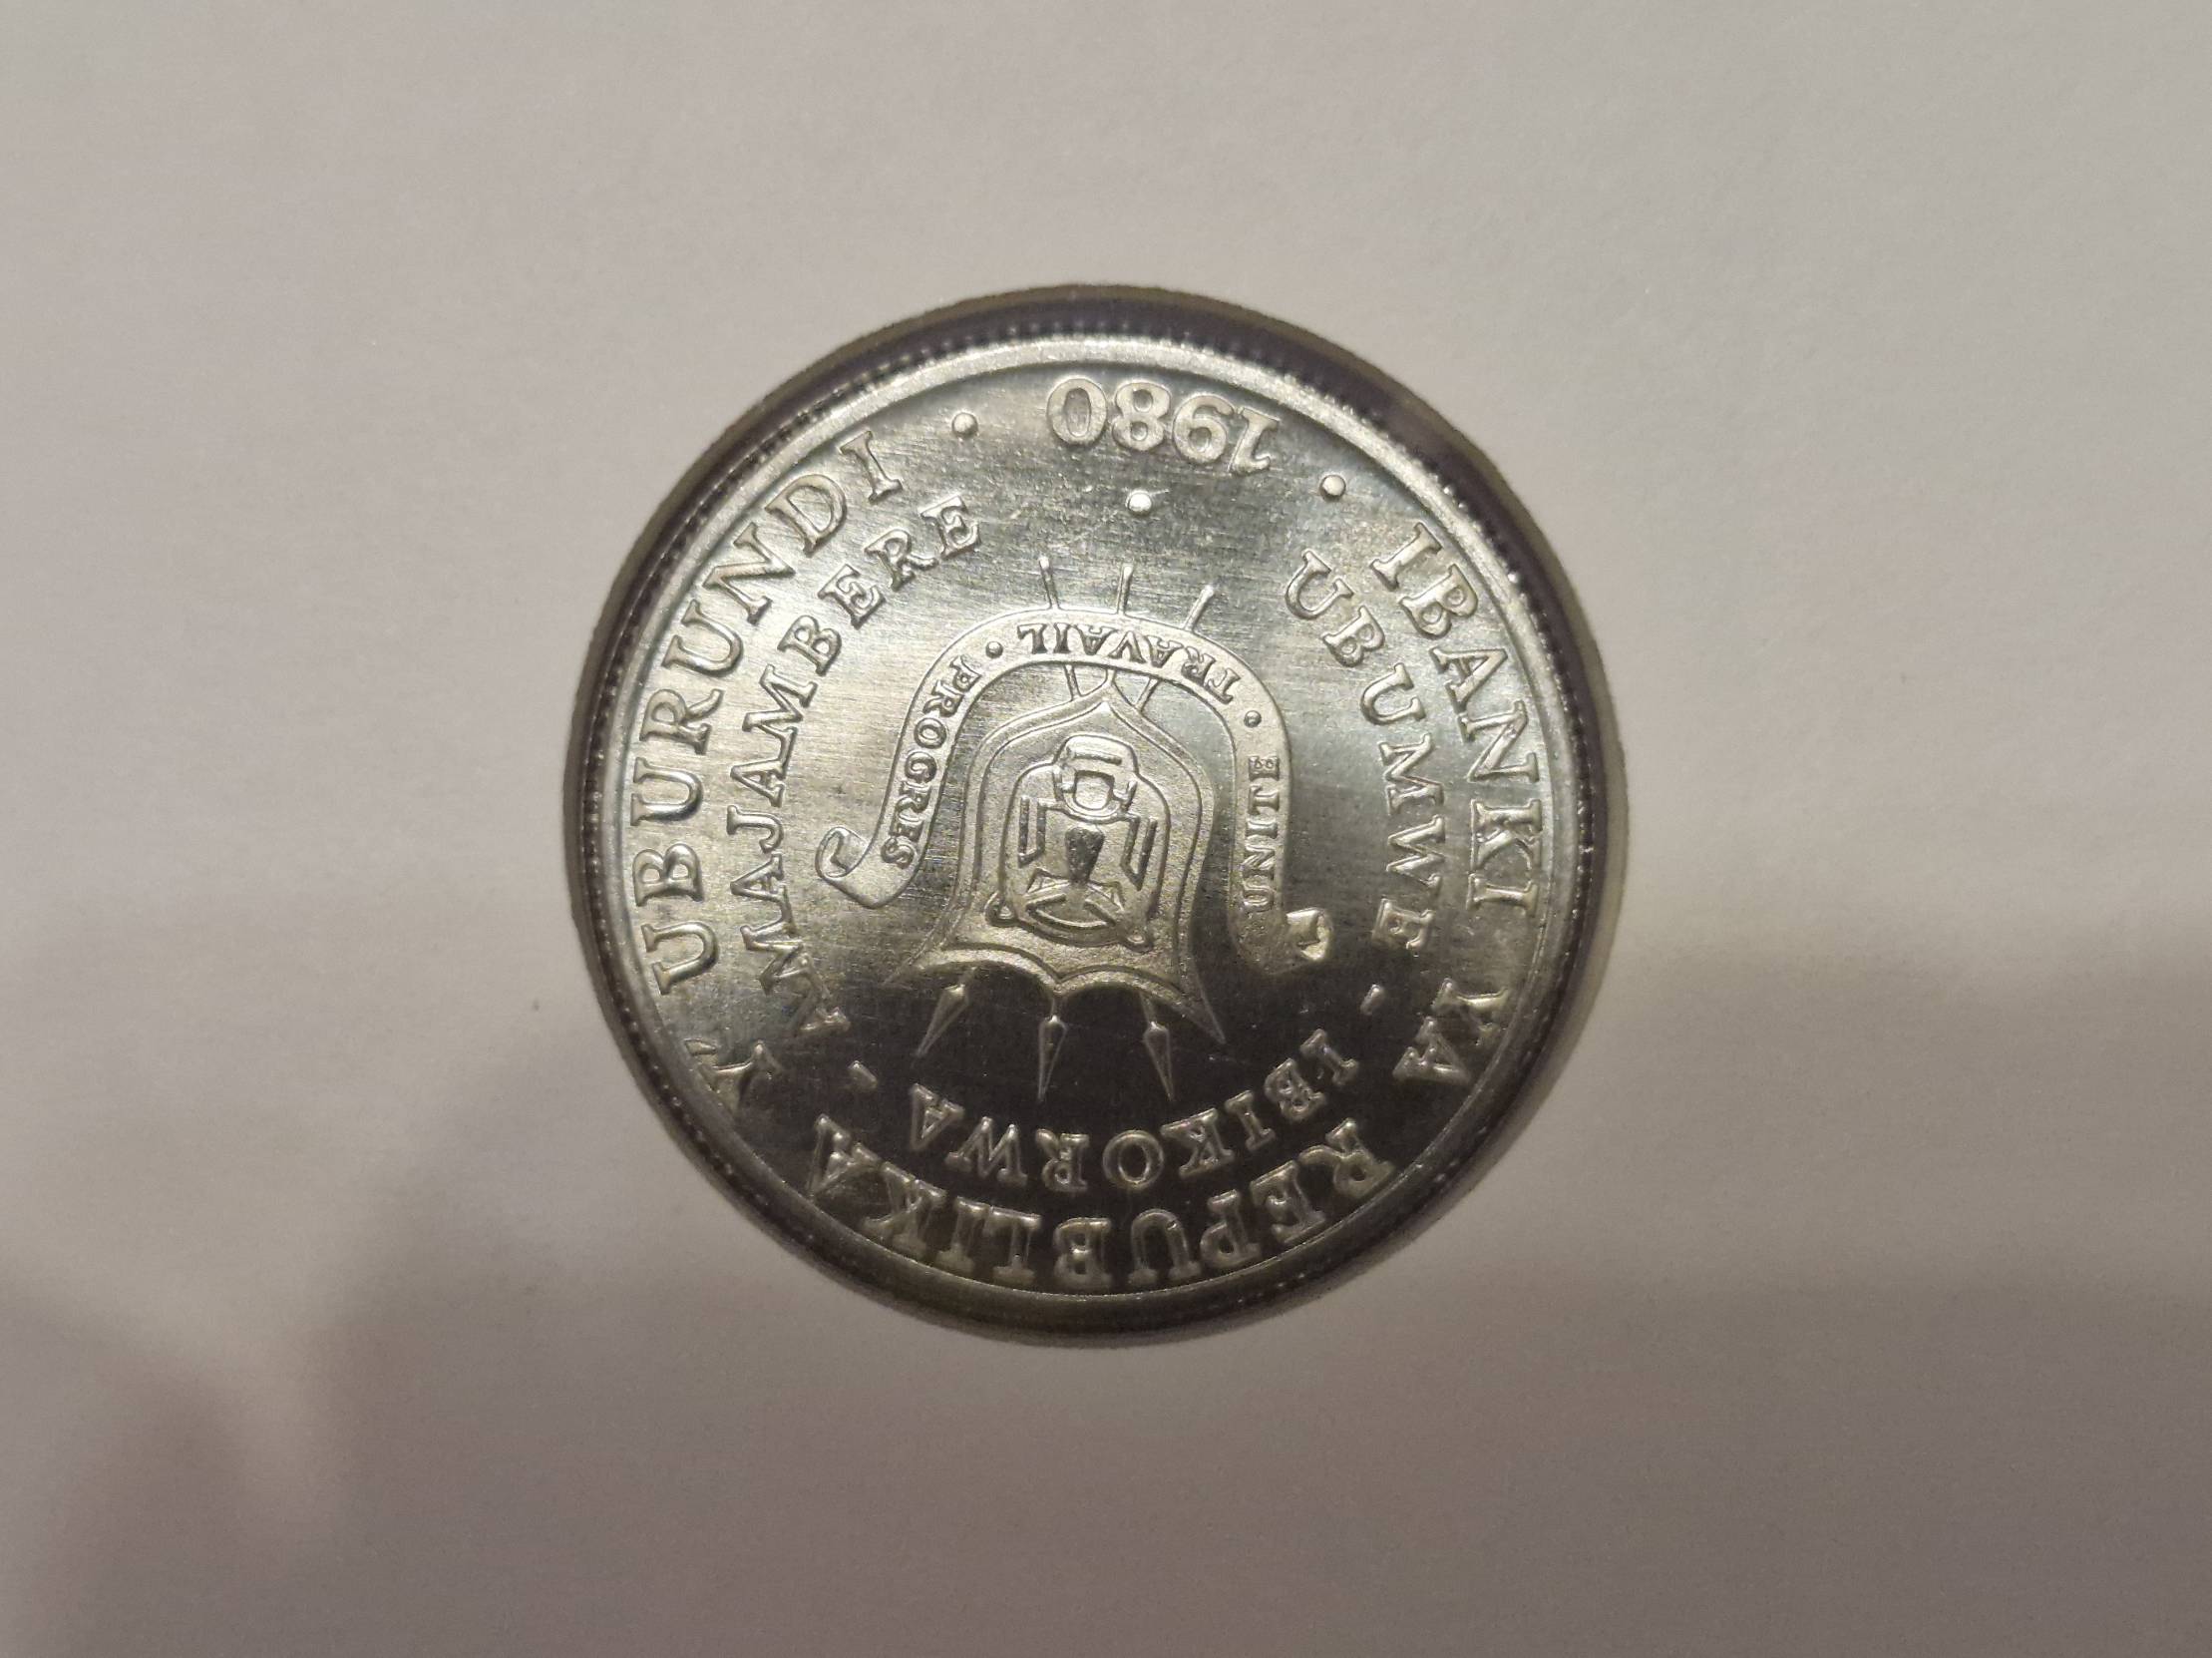 · IBANKI YA REPUBLIKA Y' UBURUNDI ·
UBUMWE - IBIKORWA - AMAJAMBERE
UNITE · TRAVAIL · PROGRES
1980